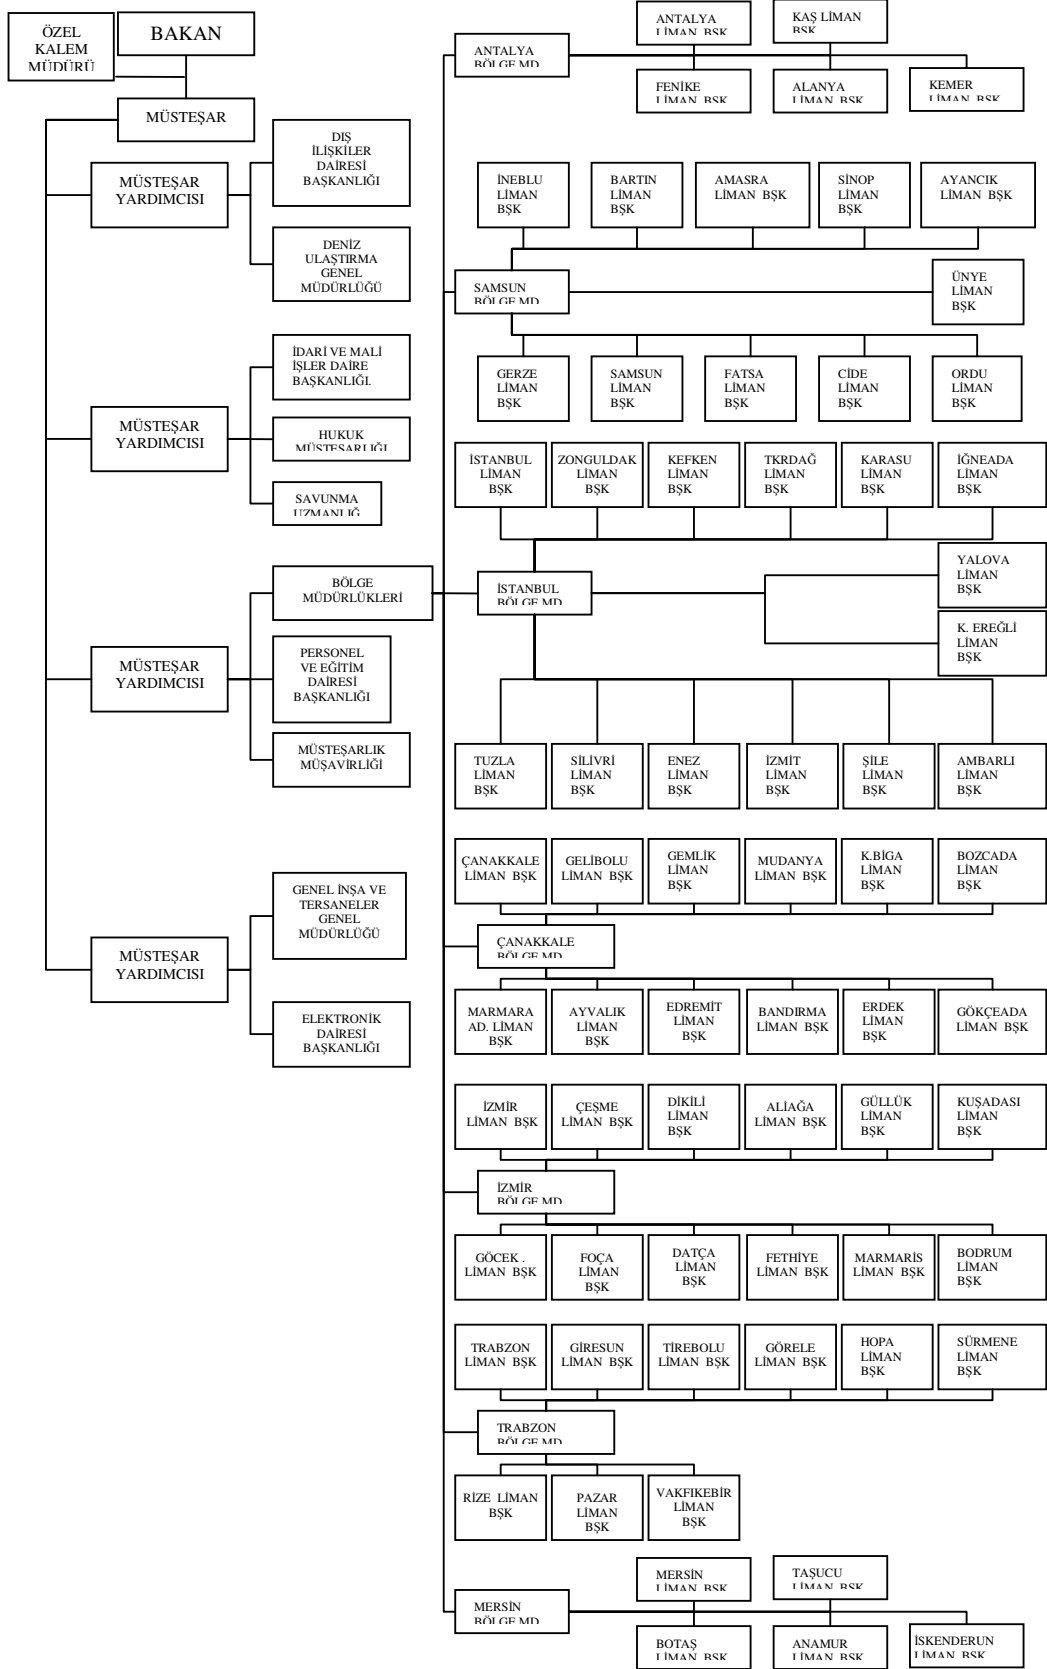 ÖZEL
KALEM
MÜDÜRÜ
BAKAN
MÜSTEŞAR
MÜSTEŞAR
YARDIMCISI
DIŞ
İLİŞKİLER
DAİRESİ
BAŞKANLIĞI
DENİZ
ULAŞTIRMA
GENEL
MÜDÜRLÜĞÜ
MÜSTEŞAR
YARDIMCISI
İDARİ VE MALİ
İŞLER DAİRE
BAŞKANLIĞI.
HUKUK
MÜSTEŞARLIĞI
SAVUNMA
UZMANLIĞ
MÜSTEŞAR
YARDIMCISI
BÖLGE
MÜDÜRLÜKLERİ
PERSONEL
VE EĞİTİM
DAİRESİ
BAŞKANLIĞI
MÜSTEŞARLIK
MÜŞAVİRLİĞİ
MÜSTEŞAR
YARDIMCISI
GENEL İNŞA VE
TERSANELER
GENEL
MÜDÜRLÜĞÜ
ELEKTRONİK
DAİRESİ
BAŞKANLIĞI
ANTALYA
BÖLGE MD
ANTALYA
LİMAN BŞK
KAŞ LİMAN
BŞK
FENİKE
LİMAN BŞK
ALANYA
LİMAN BŞK
KEMER
LİMAN BŞK
İNEBLU
LİMAN
BŞK
BARTIN
LİMAN
BŞK
AMASRA
LİMAN BŞK
SİNOP
LİMAN
BŞK
AYANCIK
LİMAN BŞK
SAMSUN
BÖLGE MD
ÜNYE
LİMAN
BŞK
GERZE
LİMAN
BŞK
SAMSUN
LİMAN
BŞK
FATSA
LİMAN
BŞK
CİDE
LİMAN
BŞK
ORDU
LİMAN
BŞK
İSTANBUL
LİMAN
BŞK
ZONGULDAK
LİMAN
BŞK
KEFKEN
LİMAN
BŞK
TKRDAĞ
LİMAN
BŞK
KARASU
LİMAN
BŞK
İĞNEADA
LİMAN
BŞK
İSTANBUL
BÖLGE MD
YALOVA
LİMAN
BŞK
K. EREĞLİ
LİMAN
BŞK
TUZLA
LİMAN
BŞK
SİLİVRİ
LİMAN
BŞK
ENEZ
LİMAN
BŞK
İZMİT
LİMAN
BŞK
ŞİLE
LİMAN
BŞK
AMBARLI
LİMAN
BŞK
ÇANAKKALE
LİMAN BŞK
GELİBOLU
LİMAN BŞK
GEMLİK
LİMAN
BŞK
MUDANYA
LİMAN BŞK
K.BİGA
LİMAN
BŞK
BOZCADA
LİMAN
BŞK
ÇANAKKALE
BÖLGE MD
MARMARA
AD. LİMAN
BŞK
AYVALIK
LİMAN
BŞK
EDREMİT
LİMAN
BŞK
BANDIRMA
LİMAN BŞK
ERDEK
LİMAN
BŞK
GÖKÇEADA
LİMAN BŞK
İZMİR
LİMAN BŞK
ÇEŞME
LİMAN BŞK
DİKİLİ
LİMAN
BŞK
ALİAĞA
LİMAN BŞK
GÜLLÜK
LİMAN
BŞK
KUŞADASI
LİMAN
BŞK
İZMİR
BÖLGE MD
GÖCEK .
LİMAN BŞK
FOÇA
LİMAN
BŞK
DATÇA
LİMAN
BŞK
FETHİYE
LİMAN BŞK
MARMARİS
LİMAN BŞK
BODRUM
LİMAN
BŞK
TRABZON
LİMAN BŞK
GİRESUN
LİMAN BŞK
TİREBOLU
LİMAN BŞK
GÖRELE
LİMAN BŞK
HOPA
LİMAN
BŞK
SÜRMENE
LİMAN
BŞK
TRABZON
BÖLGE MD
RİZE LİMAN
BŞK
PAZAR
LİMAN
BŞK
VAKFIKEBİR
LİMAN
BŞK
MERSİN
BÖLGE MD
MERSİN
LİMAN BSK
TAŞUCU
LİMAN BSK
BOTAŞ
LİMAN BSK
ANAMUR
LİMAN BSK
İSKENDERUN
LİMAN BSK